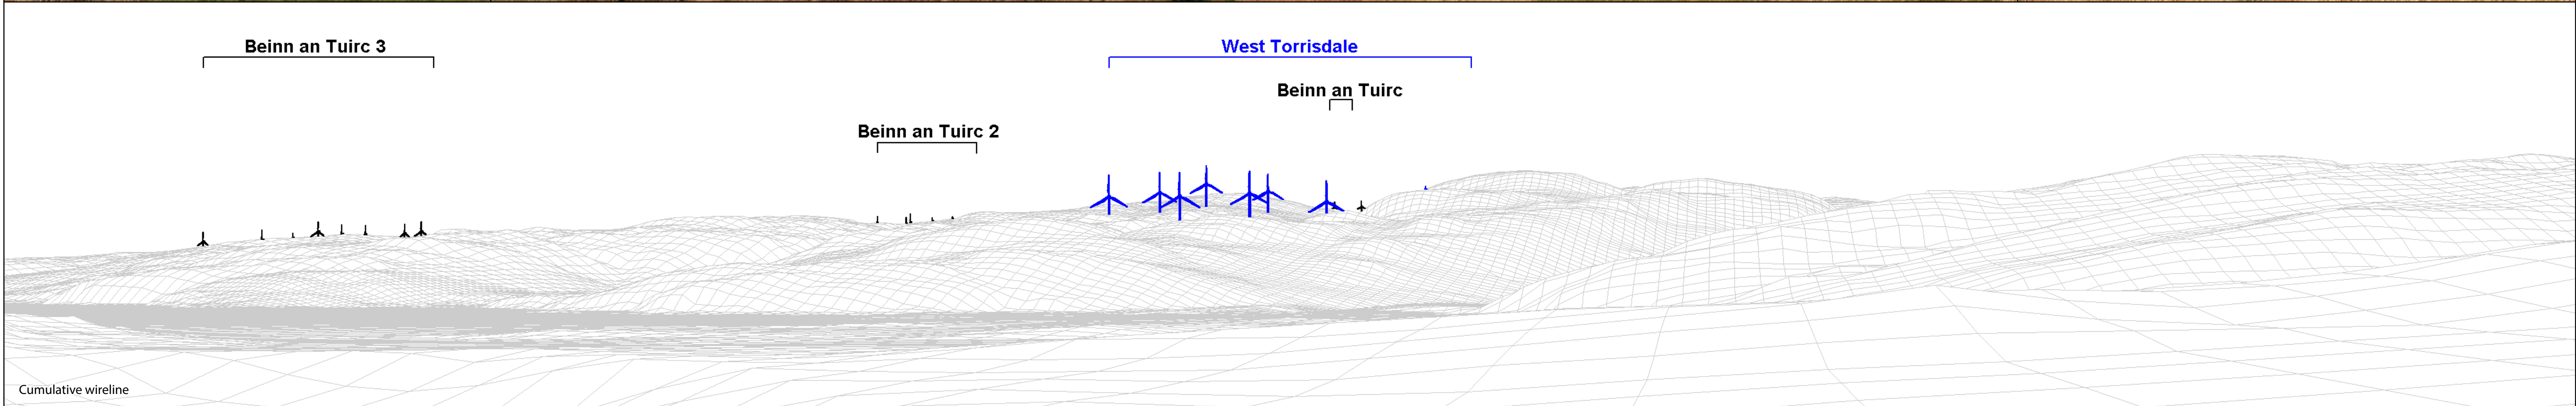 Beinn an Tuirc 3
West Torrisdale
Beinn an Tuirc
Beinn an Tuirc 2
Cumulative wireline